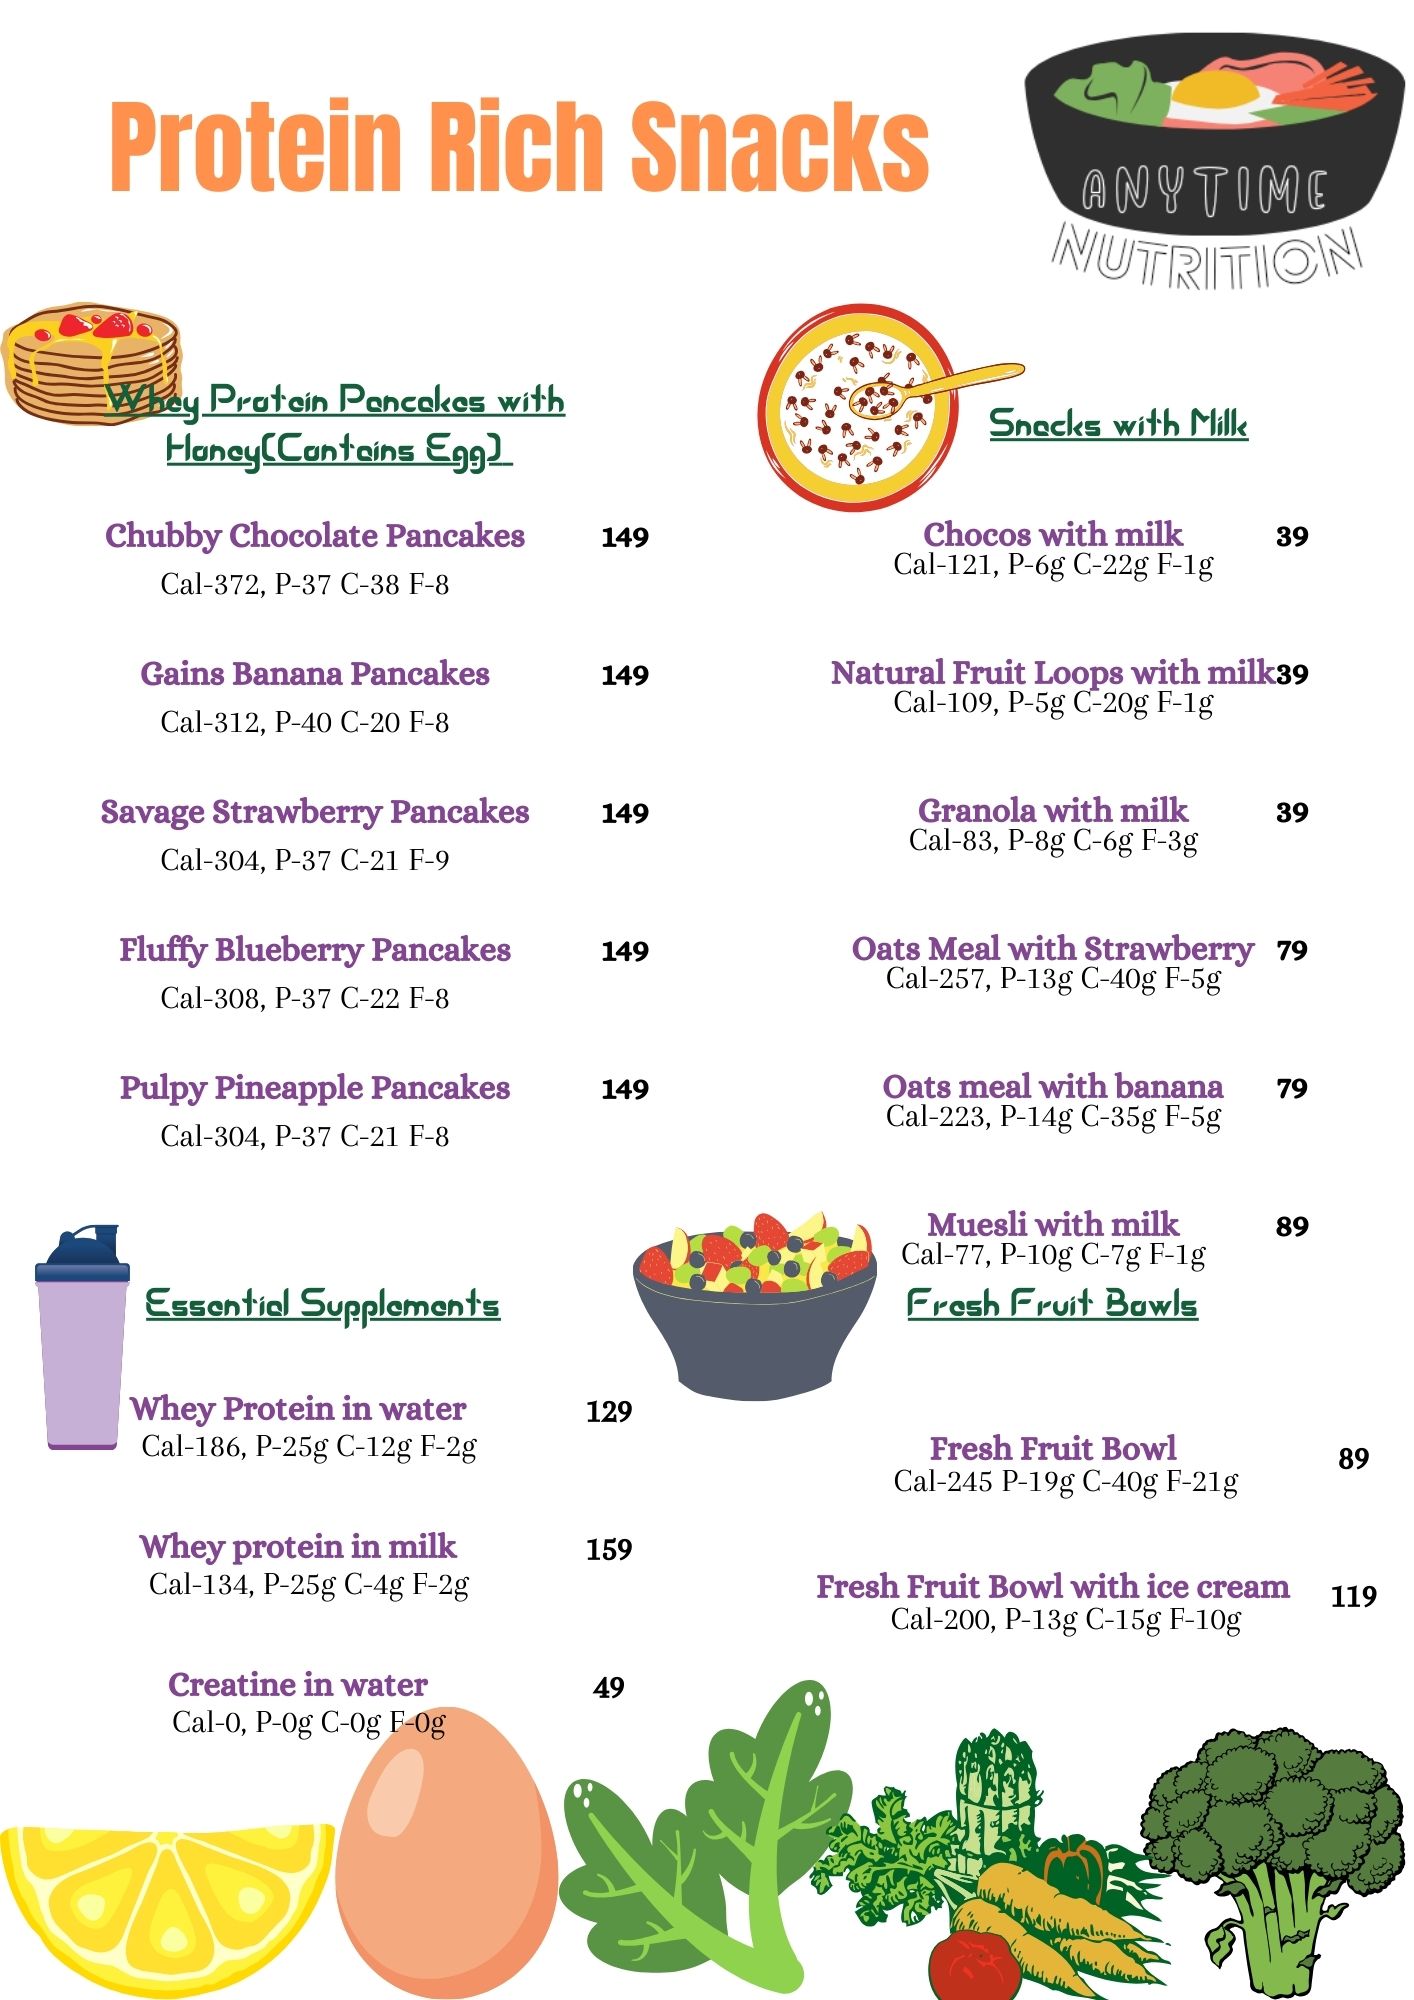 Protein Rich Snacks
ANYTIME
NUTRITION
Whey Protein Pancakes with
Honey(Contains Egg)
Chubby Chocolate Pancakes 149
Cal-372, P-37 C-38 F-8
Gains Banana Pancakes 149
Cal-312, P-40 C-20 F-8
Savage Strawberry Pancakes 149
Cal-304, P-37 C-21 F-9
Fluffy Blueberry Pancakes 149
Cal-308, P-37 C-22 F-8
Pulpy Pineapple Pancakes 149
Cal-304, P-37 C-21 F-8
Snacks with Milk
Chocos with milk 39
Cal-121, P-6g C-22g F-1g
Natural Fruit Loops with milk 39
Cal-109, P-5g C-20g F-1g
Granola with milk 39
Cal-83, P-8g C-6g F-3g
Oats Meal with Strawberry 79
Cal-257, P-13g C-40g F-5g
Oats meal with banana 79
Cal-223, P-14g C-35g F-5g
Muesli with milk 89
Cal-77, P-10g C-7g F-1g
Essential Supplements
Whey Protein in water 129
Cal-186, P-25g C-12g F-2g
Whey protein in milk 159
Cal-134, P-25g C-4g F-2g
Creatine in water 49
Cal-0, P-0g C-0g F-0g
Fresh Fruit Bowls
Fresh Fruit Bowl 89
Cal-245 P-19g C-40g F-21g
Fresh Fruit Bowl with ice cream 119
Cal-200, P-13g C-15g F-10g